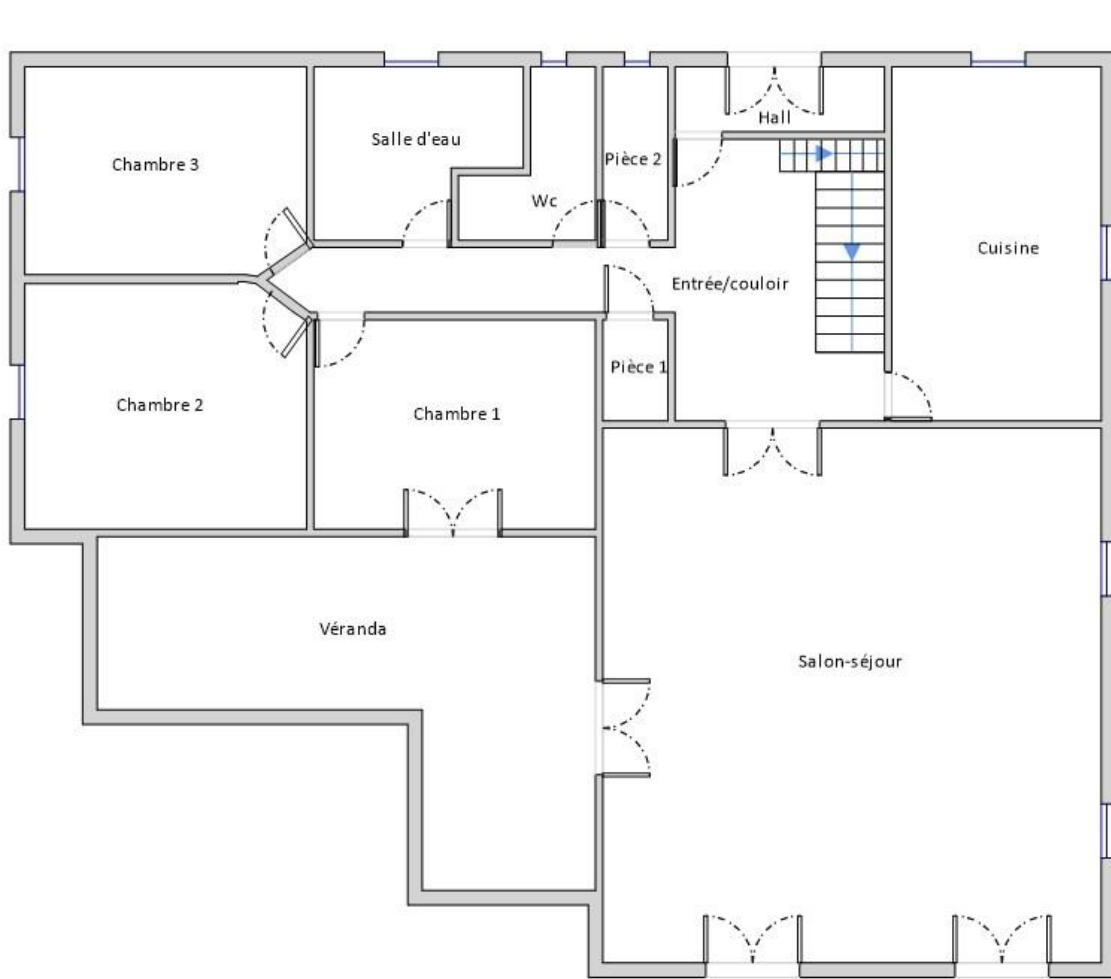 Hall
Salle d'eau
Pièce 2
Chambre 3
Wc
Cuisine
Entrée/couloir
Pièce 1
Chambre 2
Chambre 1
Véranda
Salon-séjour